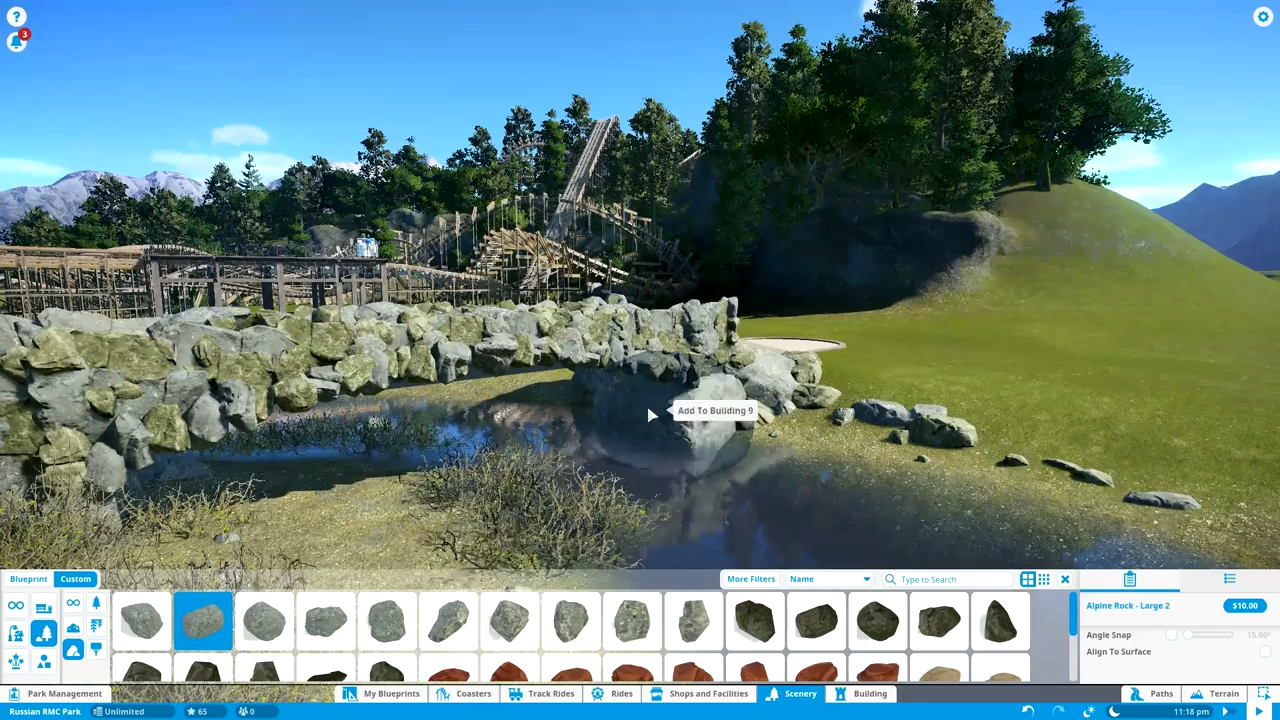 ?
3
Add To Building 9
Blueprint
Custom
More Filters
Name
Type to Search
Alpine Rock - Large 2
$10.00
Angle Snap
15.00°
Align To Surface
Park Management
My Blueprints
Coasters
Track Rides
Rides
Shops and Facilities
Scenery
Building
Paths
Terrain
Russian RMC Park
Unlimited
65
0
11:18 pm